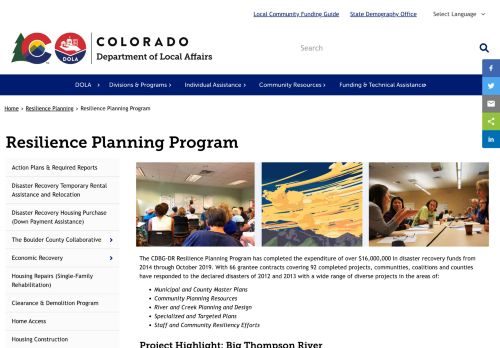 Local Community Funding Guide State Demography Office Select Language
COLORADO
Department of Local Affairs
CO
DOLA
Search
DOLA Divisions & Programs Individual Assistance Community Resources Funding & Technical Assistance
Home › Resilience Planning › Resilience Planning Program
Resilience Planning Program
Action Plans & Required Reports
Disaster Recovery Temporary Rental
Assistance and Relocation
Disaster Recovery Housing Purchase
(Down Payment Assistance)
The Boulder County Collaborative
Economic Recovery
Housing Repairs (Single-Family
Rehabilitation)
Clearance & Demolition Program
Home Access
Housing Construction
The CDBG-DR Resilience Planning Program has completed the expenditure of over $16,000,000 in disaster recovery funds from
2014 through October 2019. With 66 grantee contracts covering 92 completed projects, communities, coalitions and counties
have responded to the declared disasters of 2012 and 2013 with a wide range of diverse projects in the areas of:
• Municipal and County Master Plans
• Community Planning Resources
• River and Creek Planning and Design
• Specialized and Targeted Plans
• Staff and Community Resiliency Efforts
Project Highlight: Big Thompson River